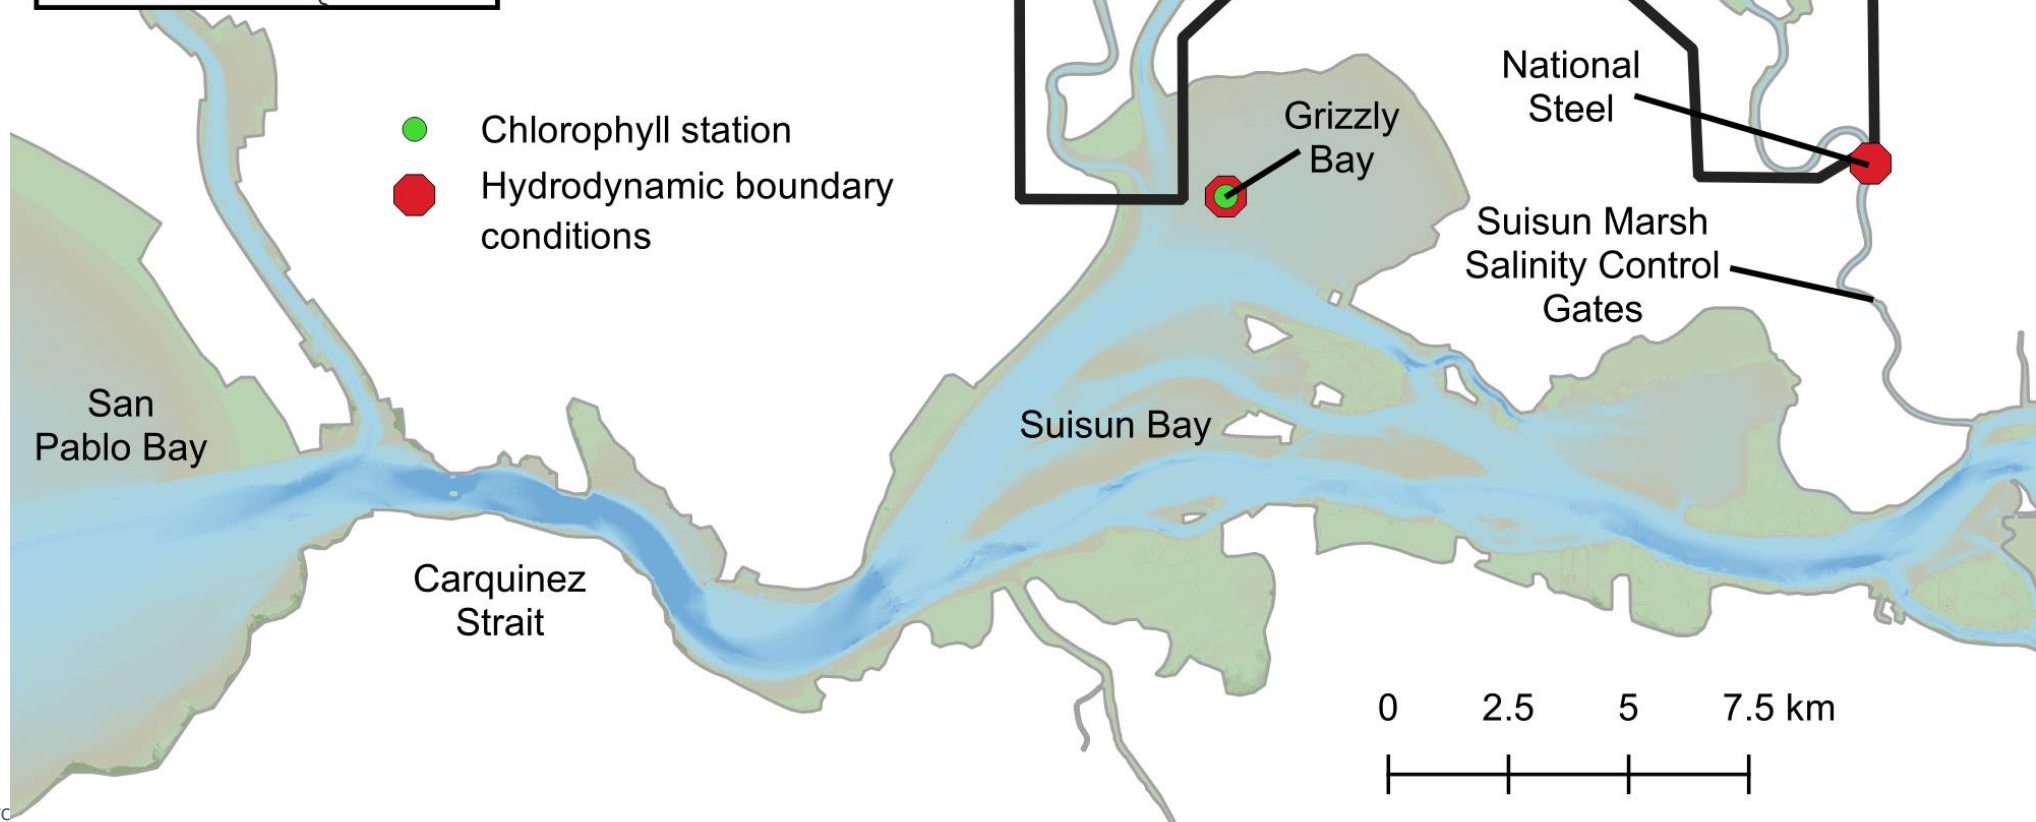 Chlorophyll station
Hydrodynamic boundary
conditions
Grizzly
Bay
National
Steel
Suisun Marsh
Salinity Control
Gates
San
Pablo Bay
Suisun Bay
Carquinez
Strait
0 2.5 5 7.5 km